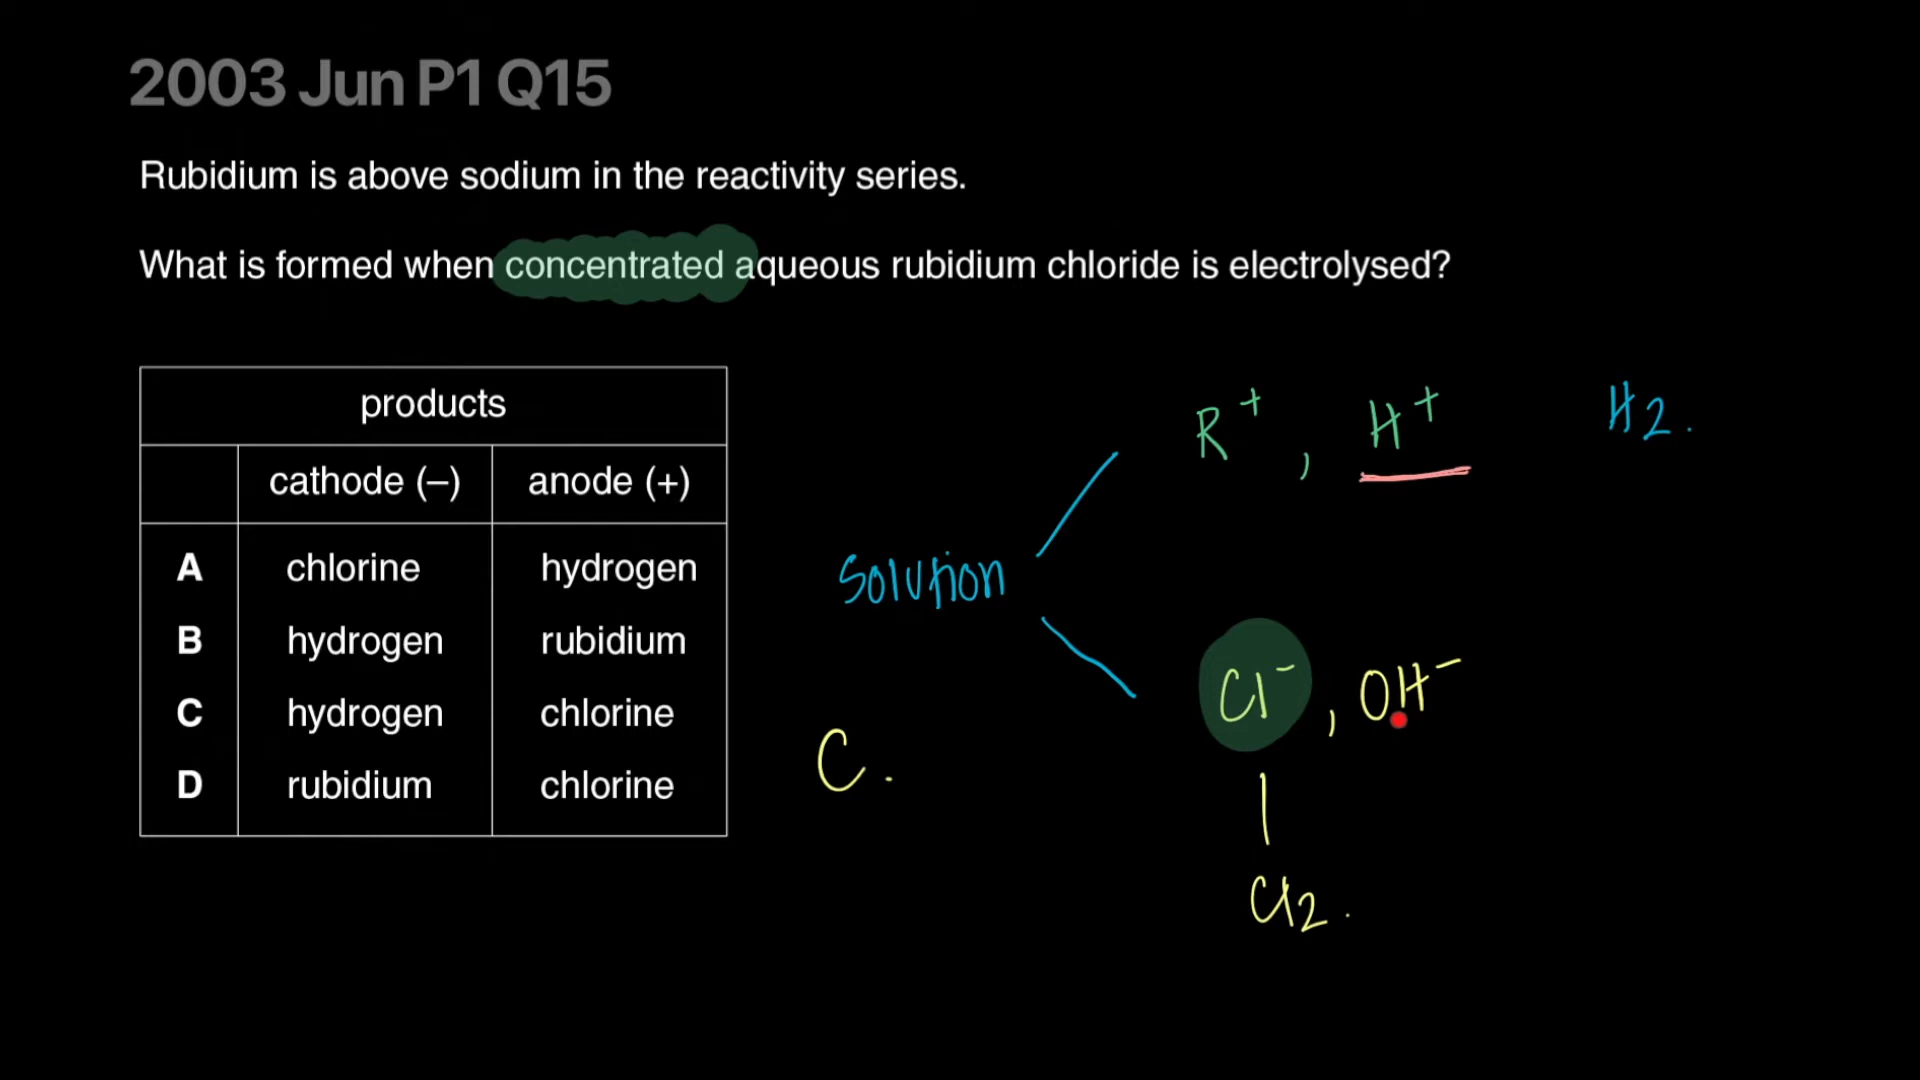 2003 Jun P1 Q15
Rubidium is above sodium in the reactivity series.
What is formed when concentrated aqueous rubidium chloride is electrolysed?
products
cathode (–) anode (+)
A chlorine hydrogen
B hydrogen rubidium
C hydrogen chlorine
D rubidium chlorine
R⁺ , H⁺ H₂.
Solution
Cl⁻ , OH⁻
C.
Cl₂.